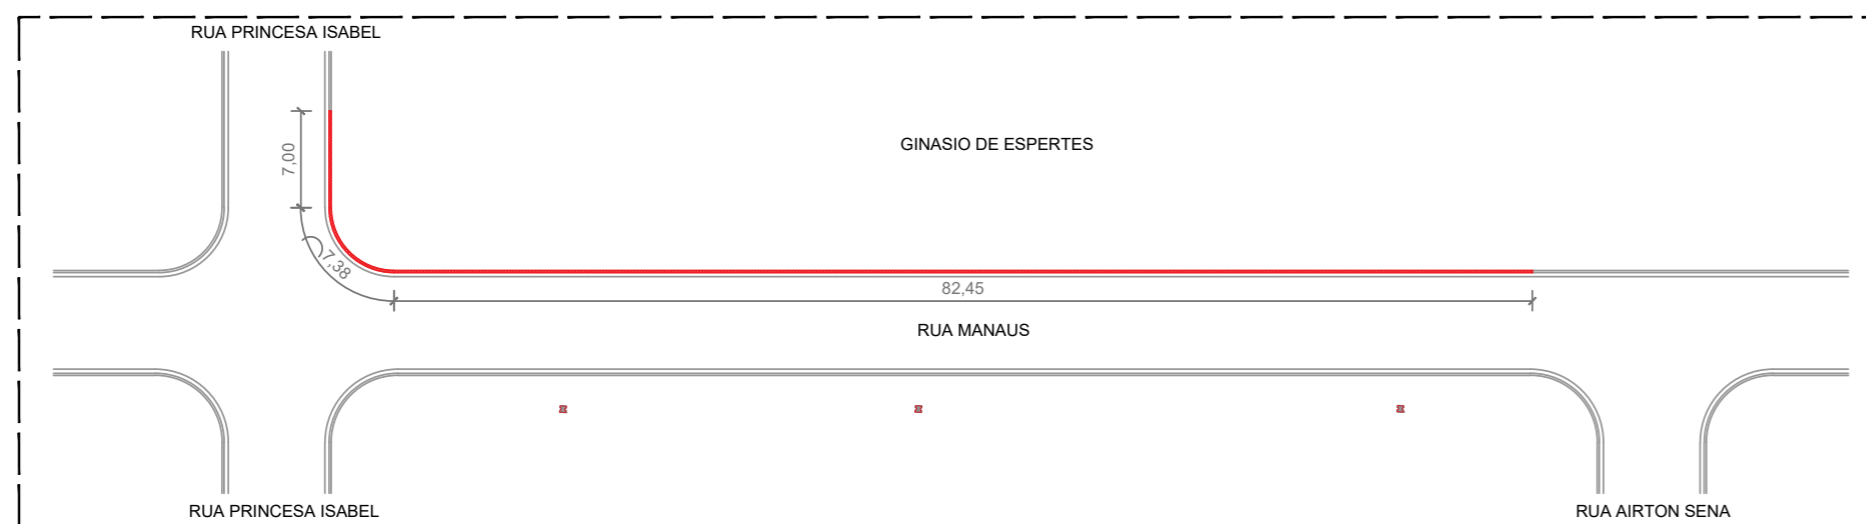 RUA PRINCESA ISABEL
7,00
GINASIO DE ESPERTES
7,38
82,45
RUA MANAUS
RUA PRINCESA ISABEL
RUA AIRTON SENA